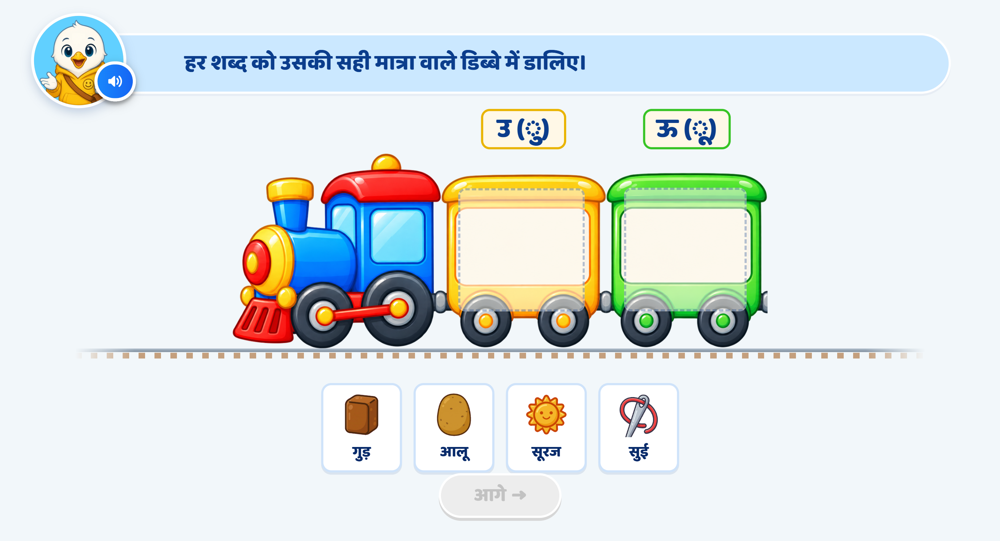 हर शब्द को उसकी सही मात्रा वाले डिब्बे में डालिए।
उ (ु) ऊ (ू)
गुड़ आलू सूरज सुई
आगे →